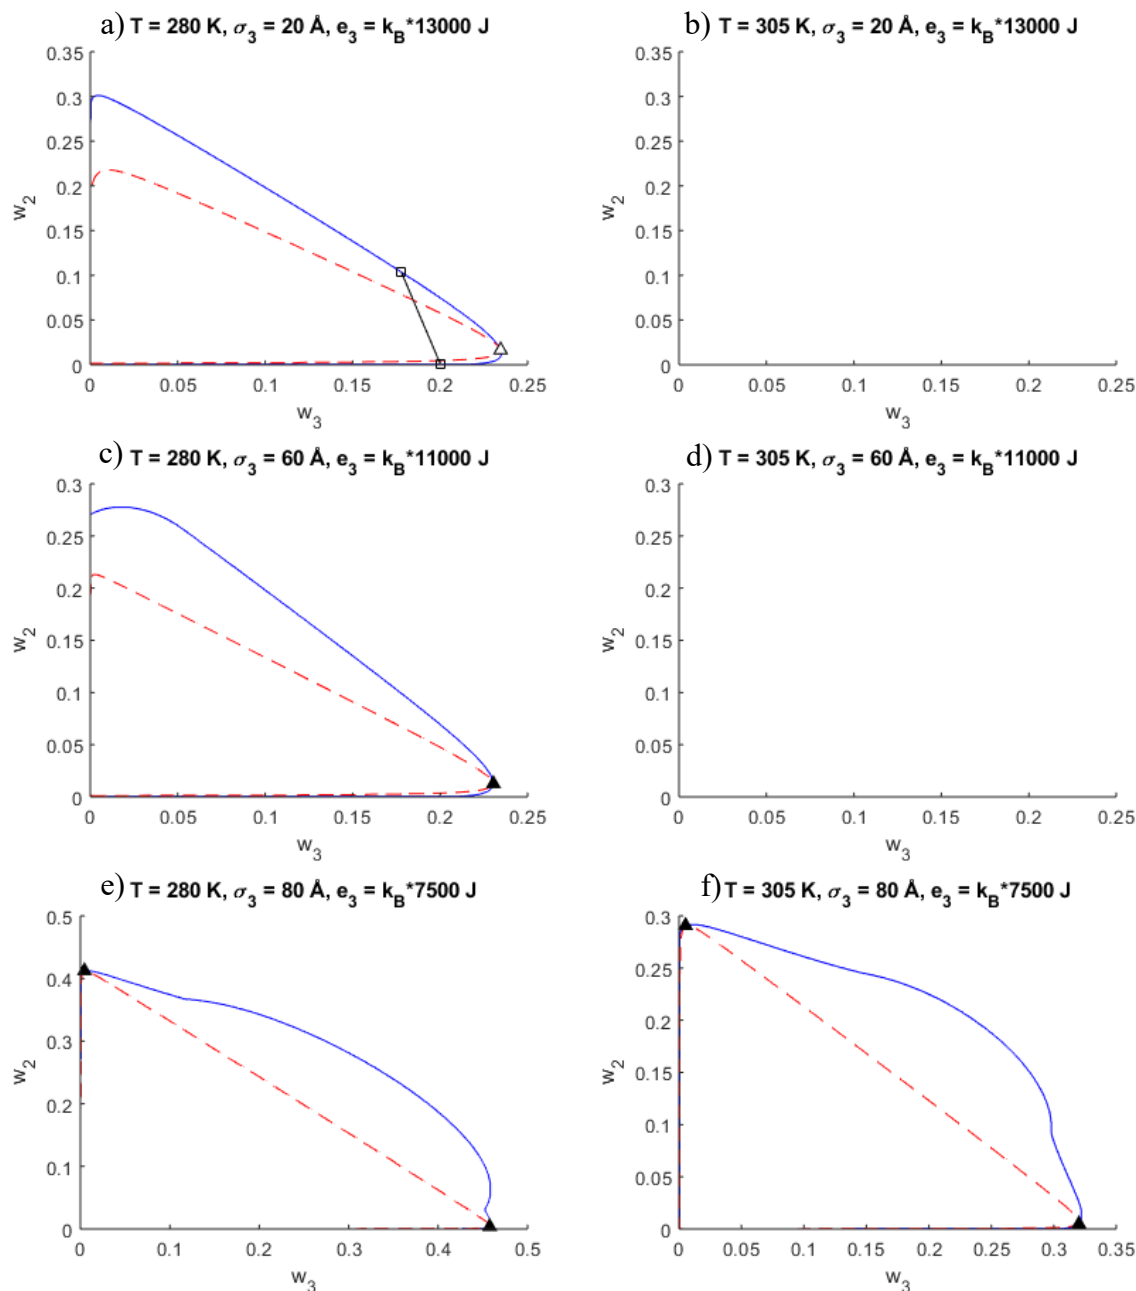 a) T = 280 K, σ3 = 20 Å, e3 = kB*13000 J
0.35
0.3
0.25
0.2
0.15
0.1
0.05
0
w2
0 0.05 0.1 0.15 0.2 0.25
w3
b) T = 305 K, σ3 = 20 Å, e3 = kB*13000 J
0.35
0.3
0.25
0.2
0.15
0.1
0.05
0
w2
0 0.05 0.1 0.15 0.2 0.25
w3
c) T = 280 K, σ3 = 60 Å, e3 = kB*11000 J
0.3
0.25
0.2
0.15
0.1
0.05
0
w2
0 0.05 0.1 0.15 0.2 0.25
w3
d) T = 305 K, σ3 = 60 Å, e3 = kB*11000 J
0.3
0.25
0.2
0.15
0.1
0.05
0
w2
0 0.05 0.1 0.15 0.2 0.25
w3
e) T = 280 K, σ3 = 80 Å, e3 = kB*7500 J
0.5
0.4
0.3
0.2
0.1
0
w2
0 0.1 0.2 0.3 0.4 0.5
w3
f) T = 305 K, σ3 = 80 Å, e3 = kB*7500 J
0.3
0.25
0.2
0.15
0.1
0.05
0
w2
0 0.05 0.1 0.15 0.2 0.25 0.3 0.35
w3